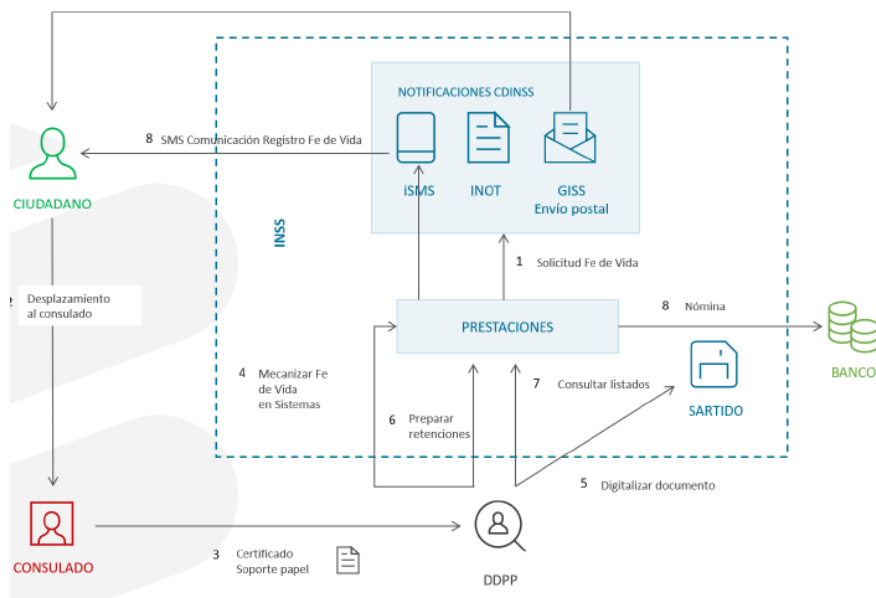 NOTIFICACIONES CDINSS
8 SMS Comunicación Registro Fe de Vida
iSMS
INOT
GISS
Envío postal
CIUDADANO
INSS
1 Solicitud Fe de Vida
Desplazamiento
al consulado
PRESTACIONES
8 Nómina
BANCO
4 Mecanizar Fe
de Vida
en Sistemas
7 Consultar listados
SARTIDO
6 Preparar
retenciones
5 Digitalizar documento
CONSULADO
3 Certificado
Soporte papel
DDPP